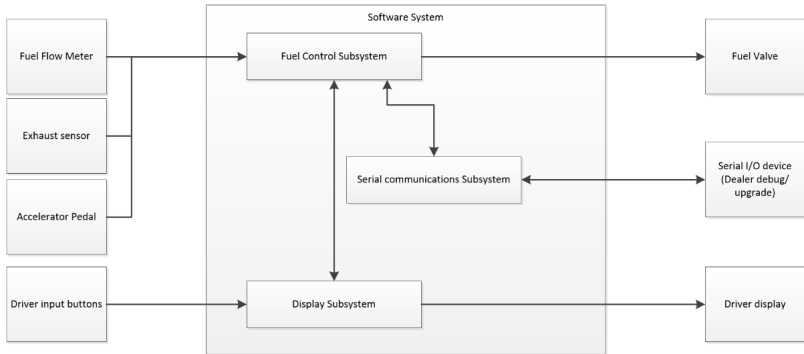 Software System
Fuel Flow Meter
Fuel Control Subsystem
Fuel Valve
Exhaust sensor
Serial communications Subsystem
Serial I/O device
(Dealer debug/
upgrade)
Accelerator Pedal
Driver input buttons
Display Subsystem
Driver display